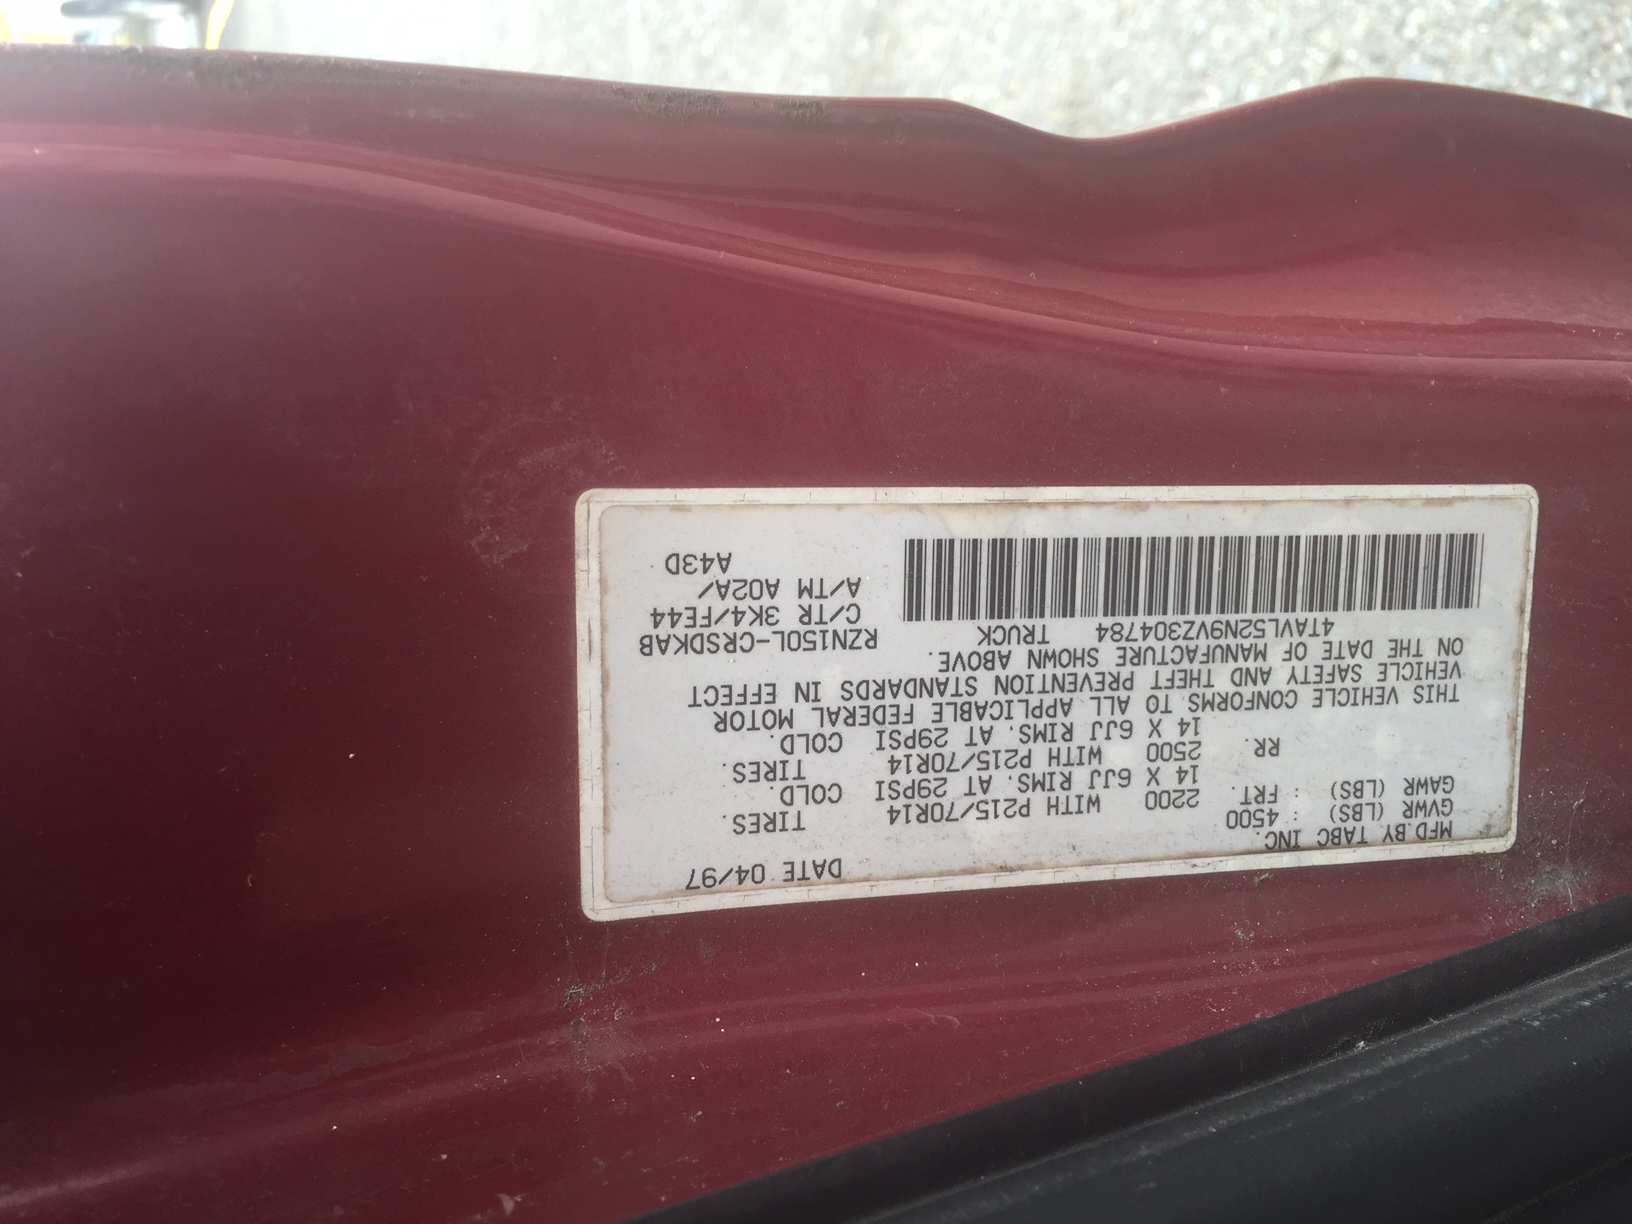 MFD.BY TABC INC. DATE 04/97
GVWR (LBS) : 4500 TIRES.
GAWR (LBS) : FRT. 2200 WITH P215/70R14
14 X 6JJ RIMS. AT 29PSI COLD.
TIRES.
RR. 2500 WITH P215/70R14
14 X 6JJ RIMS. AT 29PSI COLD.
THIS VEHICLE CONFORMS TO ALL APPLICABLE FEDERAL MOTOR
VEHICLE SAFETY AND THEFT PREVENTION STANDARDS IN EFFECT
ON THE DATE OF MANUFACTURE SHOWN ABOVE.
4TAVL52N9VZ304784 TRUCK
RZN150L-CRSDKAB
C/TR 3K4/FE44
A/TM A02A/
A43D